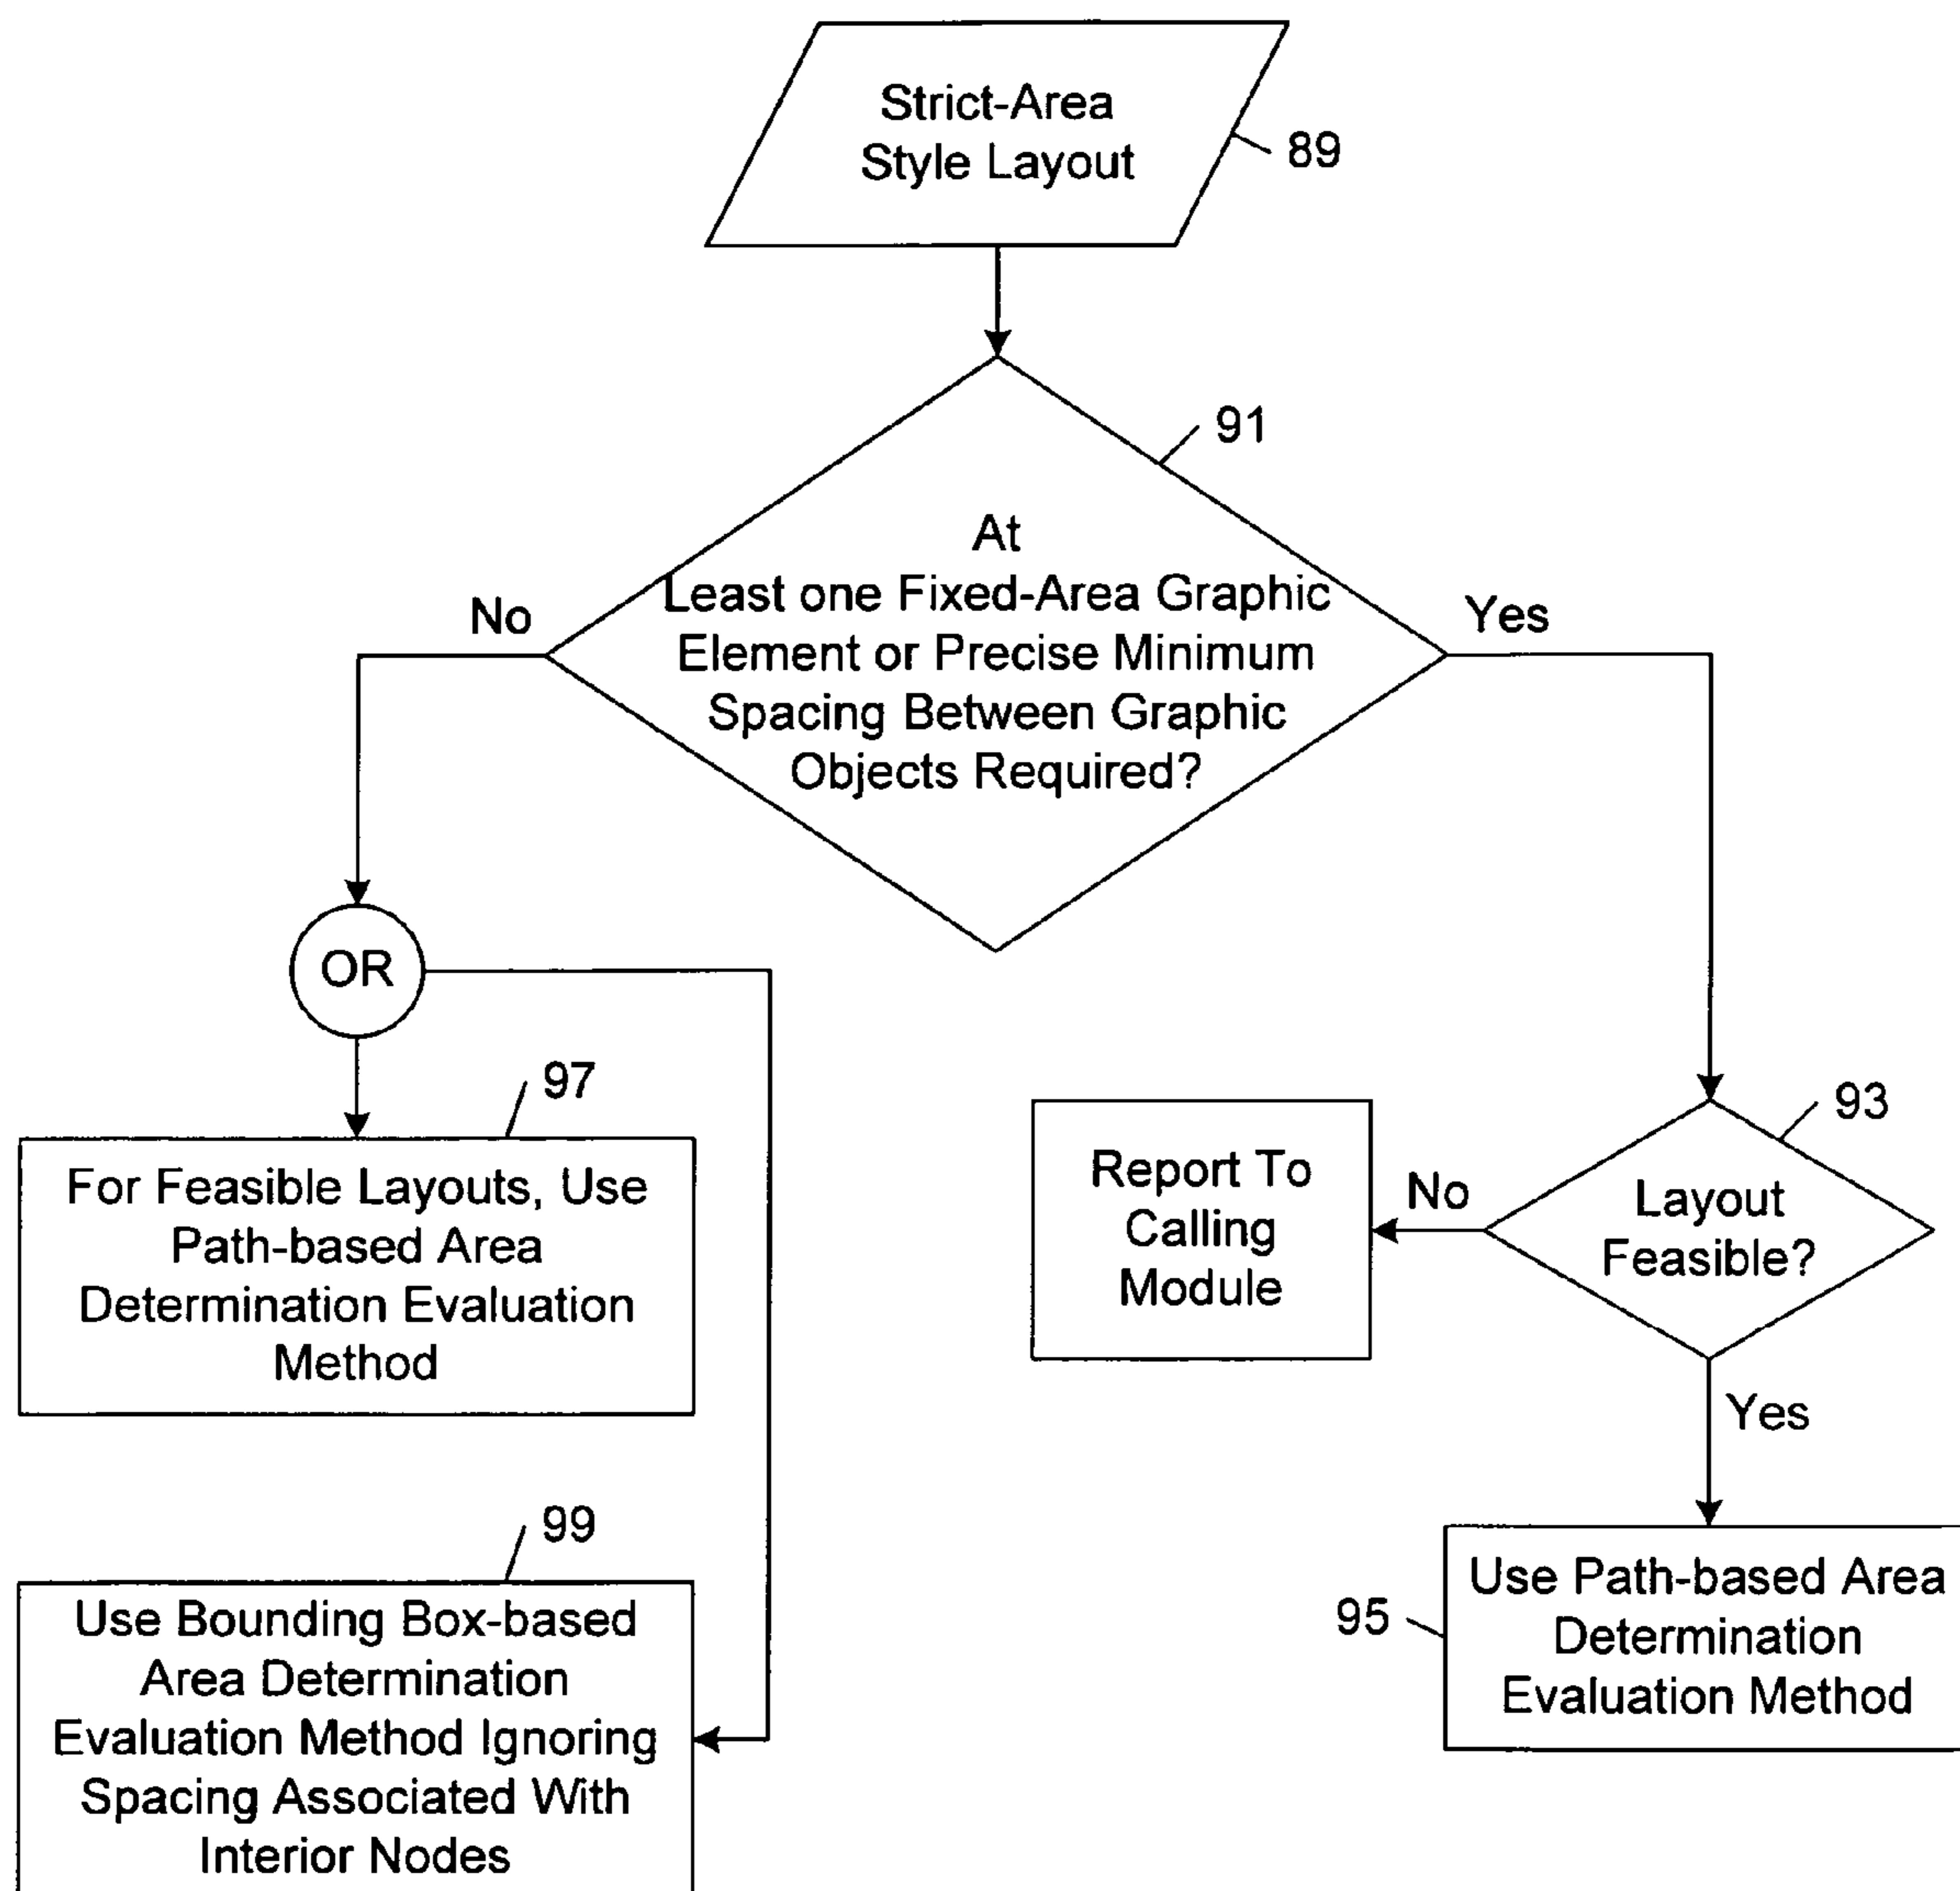 Strict-Area
Style Layout
89
91
At
Least one Fixed-Area Graphic
Element or Precise Minimum
Spacing Between Graphic
Objects Required?
No
Yes
OR
97
For Feasible Layouts, Use
Path-based Area
Determination Evaluation
Method
93
Layout
Feasible?
No
Report To
Calling
Module
Yes
99
Use Bounding Box-based
Area Determination
Evaluation Method Ignoring
Spacing Associated With
Interior Nodes
95
Use Path-based Area
Determination
Evaluation Method